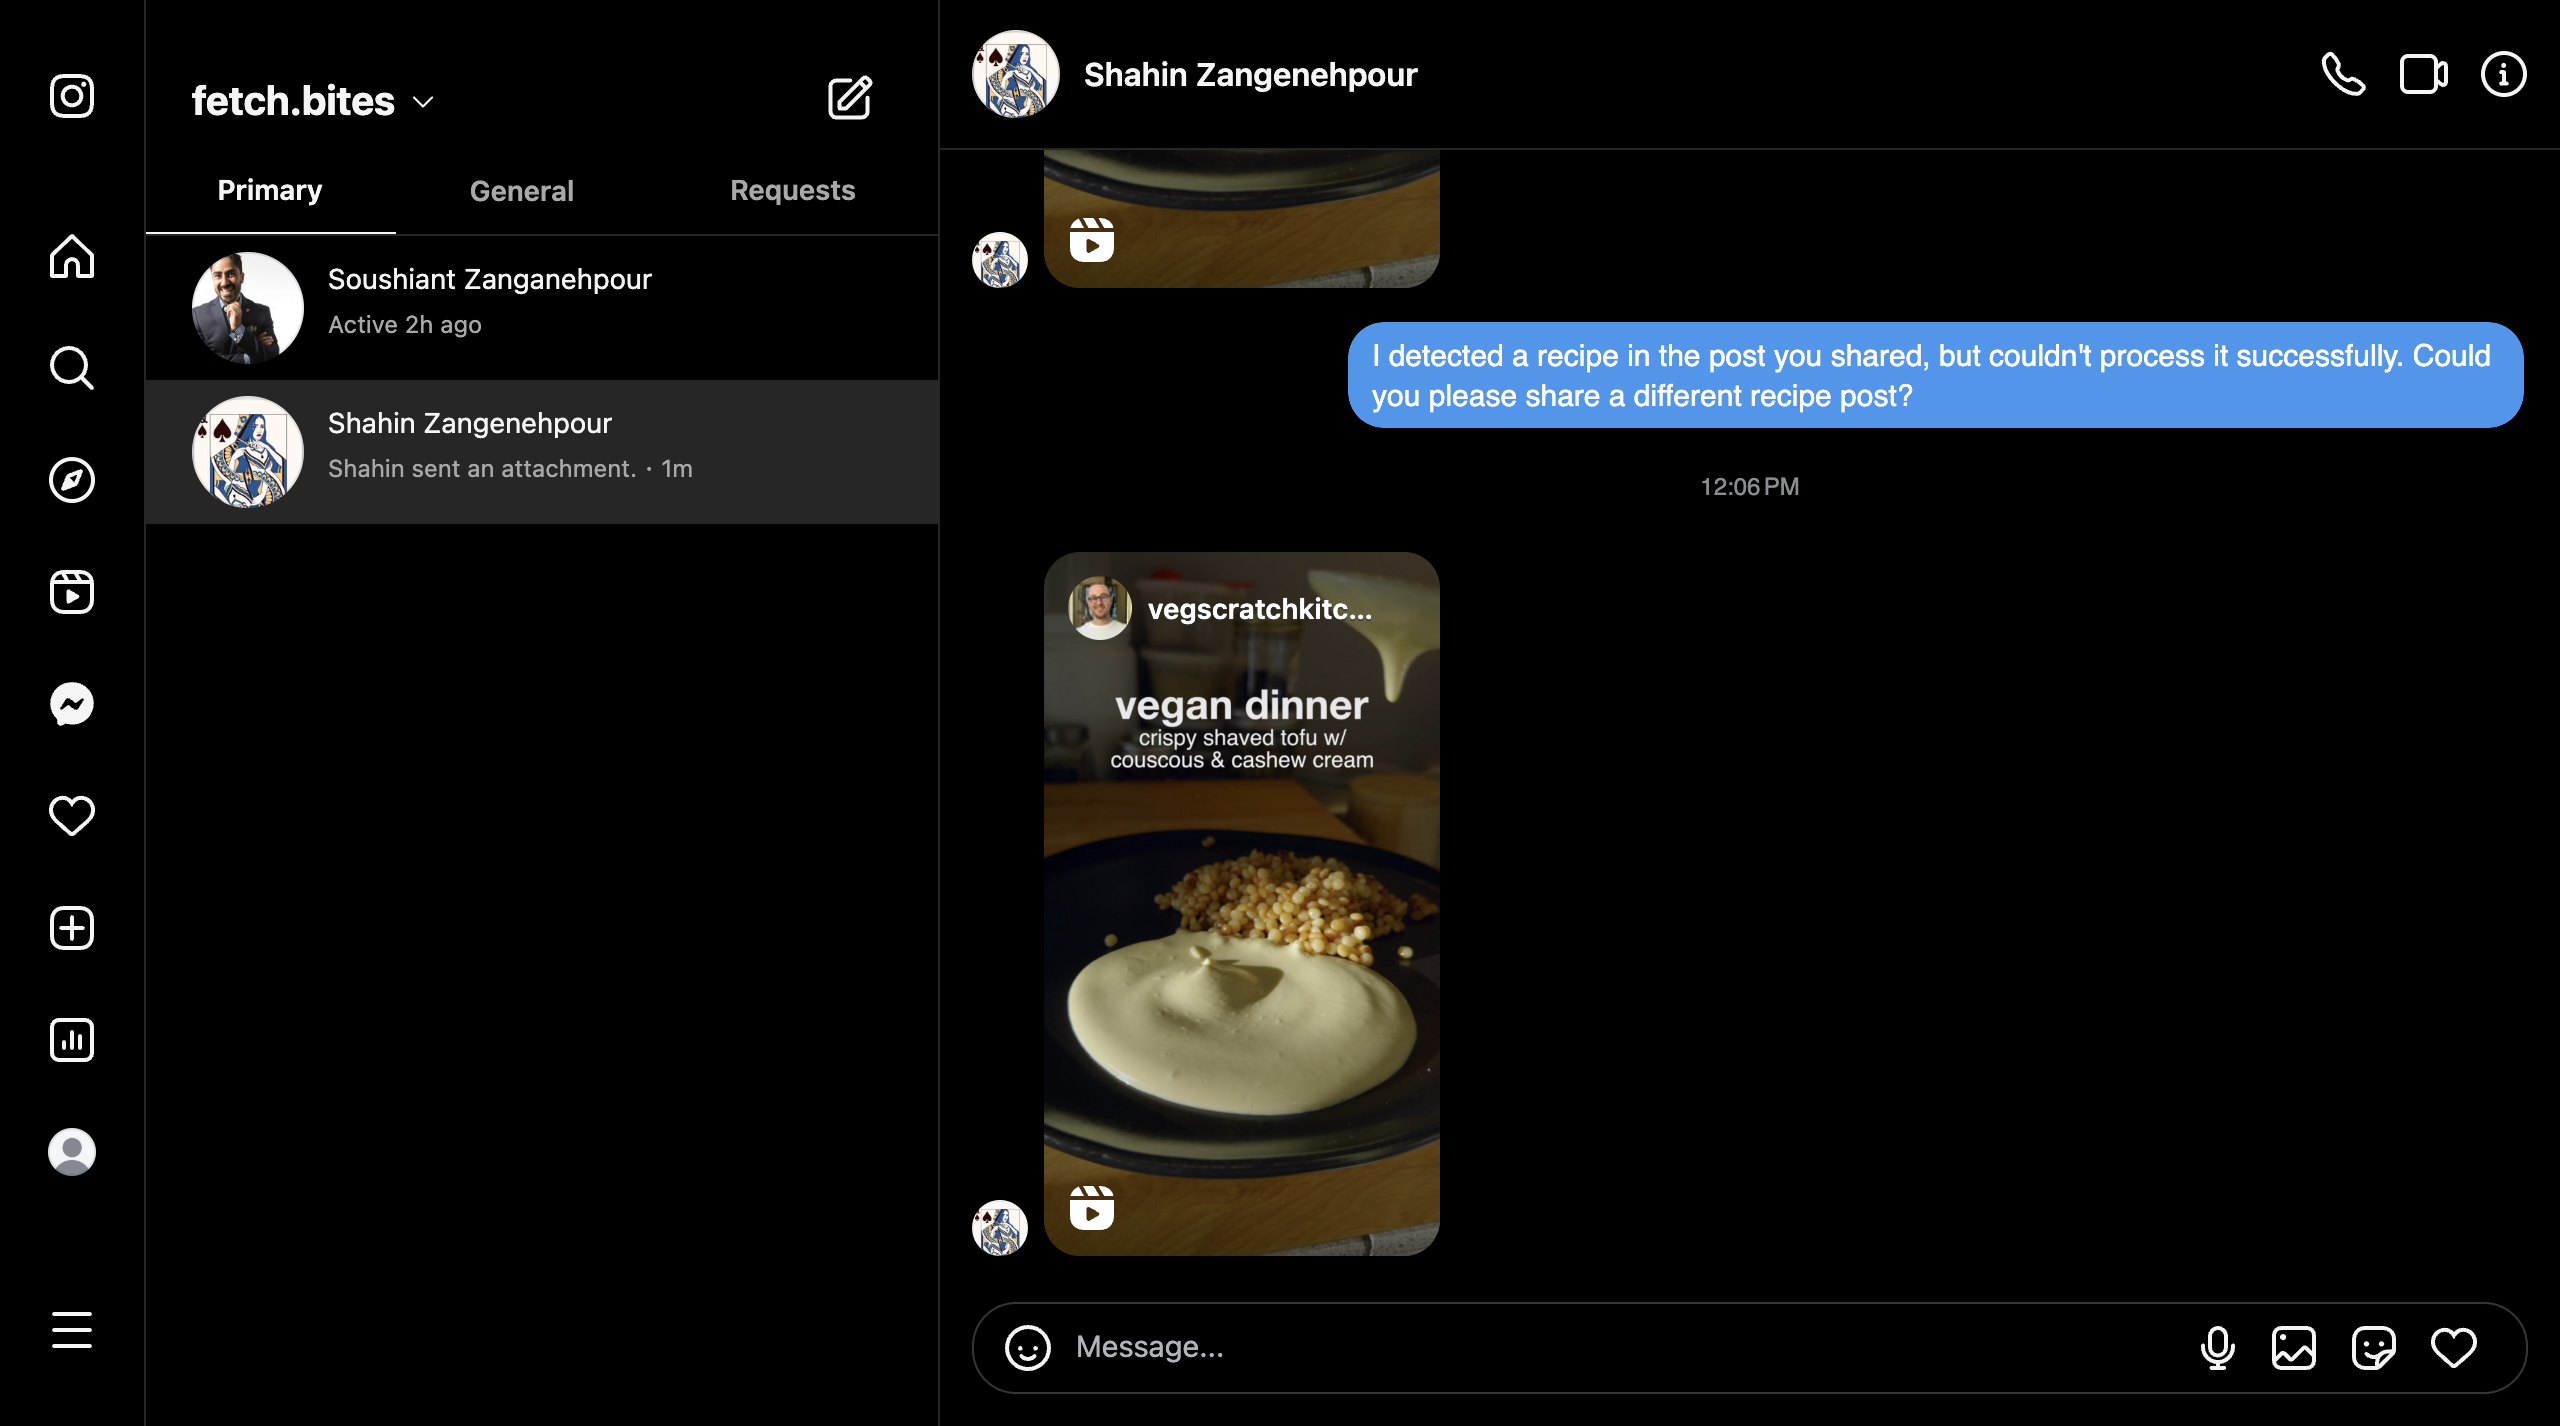 fetch.bites
Primary
General
Requests
Soushiant Zanganehpour
Active 2h ago
Shahin Zangenehpour
Shahin sent an attachment. · 1m
Shahin Zangenehpour
I detected a recipe in the post you shared, but couldn't process it successfully. Could
you please share a different recipe post?
12:06 PM
vegscratchkitc...
vegan dinner
crispy shaved tofu w/
couscous & cashew cream
Message...